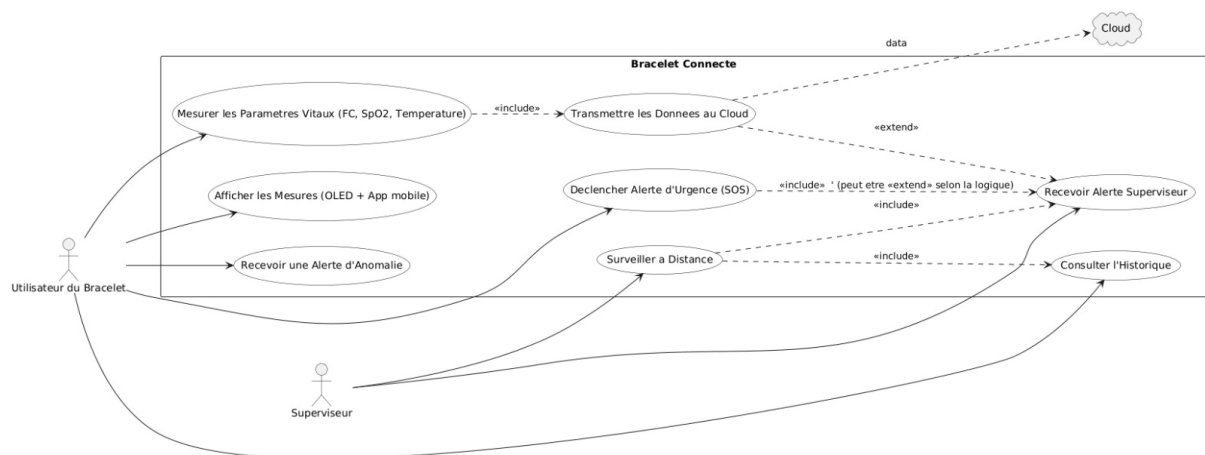 Cloud
data
Bracelet Connecte
Mesurer les Parametres Vitaux (FC, SpO2, Temperature)
«include»
Transmettre les Donnees au Cloud
«extend»
Afficher les Mesures (OLED + App mobile)
Declencher Alerte d'Urgence (SOS)
«include» ' (peut etre «extend» selon la logique)
Recevoir Alerte Superviseur
«include»
Recevoir une Alerte d'Anomalie
Surveiller a Distance
«include»
Consulter l'Historique
Utilisateur du Bracelet
Superviseur